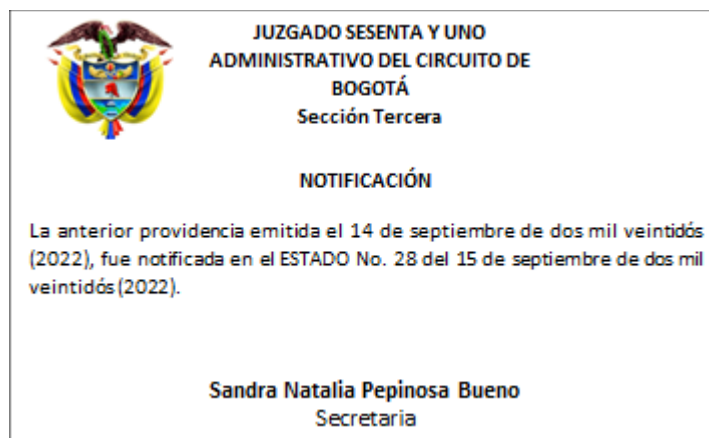 JUZGADO SESENTA Y UNO
ADMINISTRATIVO DEL CIRCUITO DE
BOGOTÁ
Sección Tercera
NOTIFICACIÓN
La anterior providencia emitida el 14 de septiembre de dos mil veintidós
(2022), fue notificada en el ESTADO No. 28 del 15 de septiembre de dos mil
veintidós (2022).
Sandra Natalia Pepinosa Bueno
Secretaria